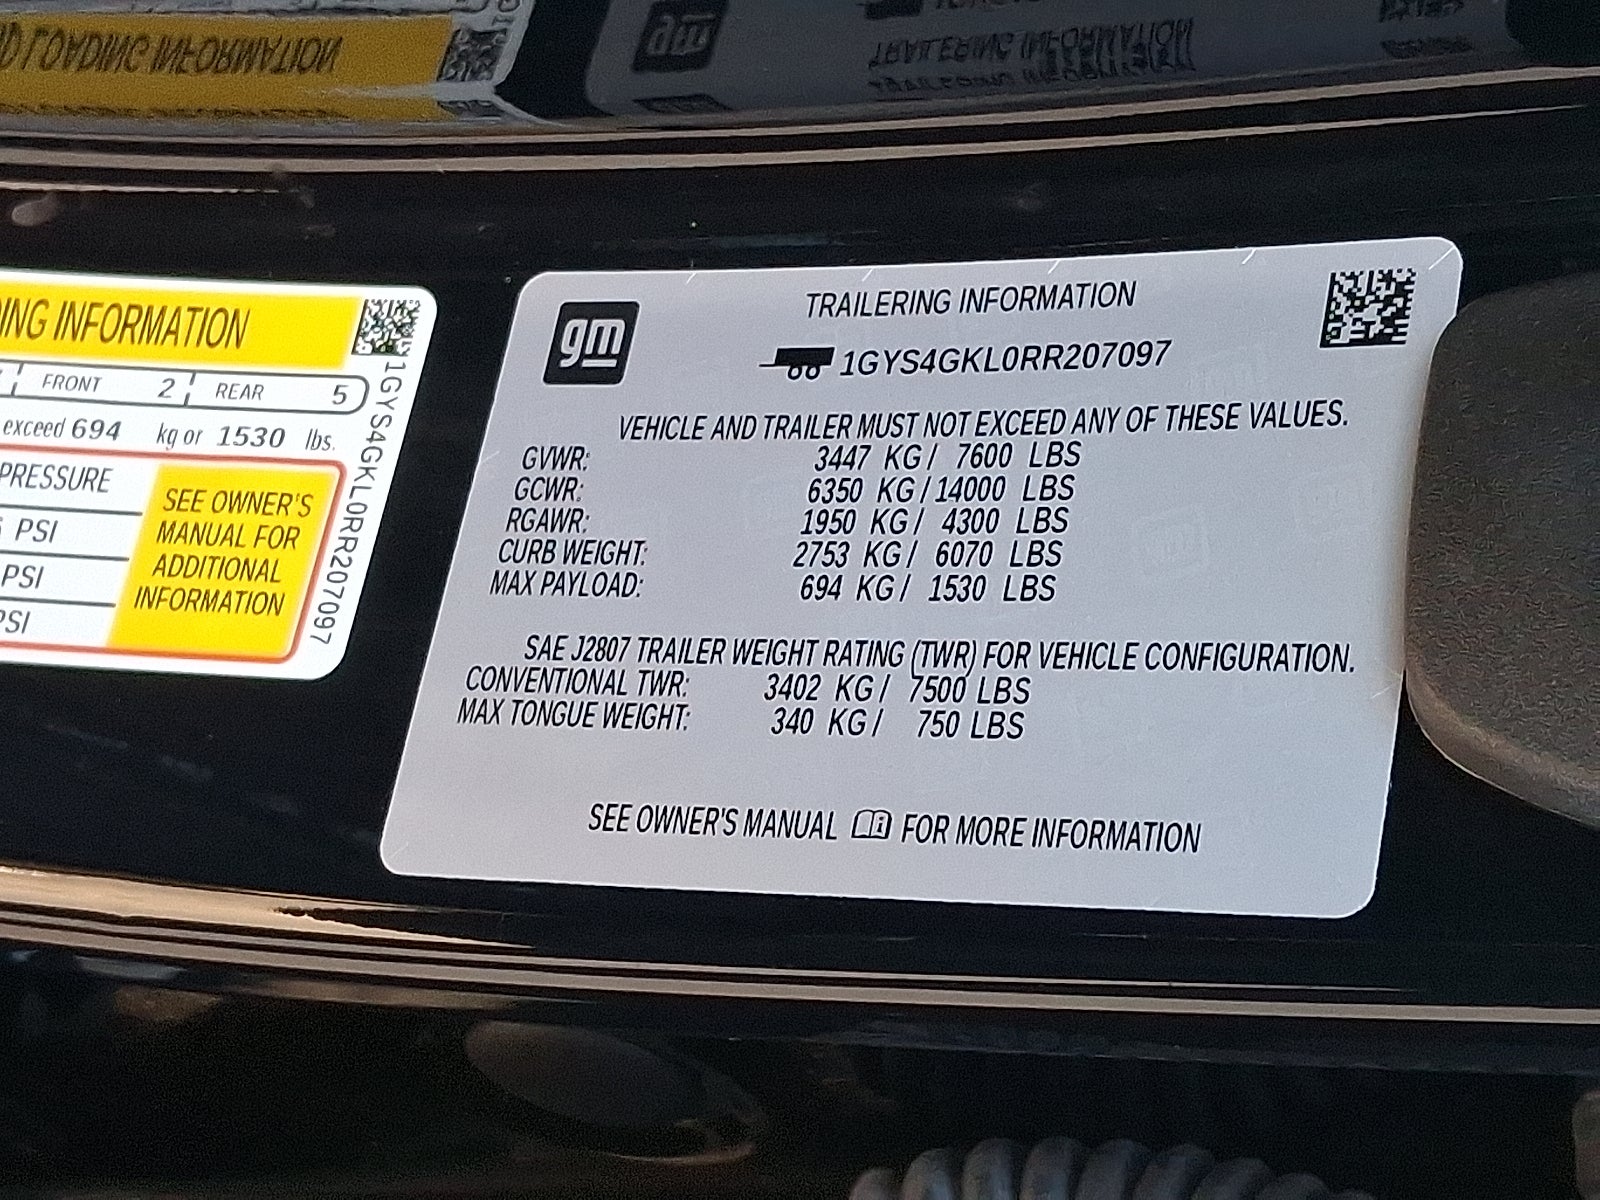 ING INFORMATION
FRONT 2 REAR 5
exceed 694 kg or 1530 lbs.
PRESSURE
PSI
PSI
PSI
SEE OWNER'S
MANUAL FOR
ADDITIONAL
INFORMATION
1GYS4GKL0RR207097
gm
TRAILERING INFORMATION
1GYS4GKL0RR207097
VEHICLE AND TRAILER MUST NOT EXCEED ANY OF THESE VALUES.
GVWR: 3447 KG / 7600 LBS
GCWR: 6350 KG / 14000 LBS
RGAWR: 1950 KG / 4300 LBS
CURB WEIGHT: 2753 KG / 6070 LBS
MAX PAYLOAD: 694 KG / 1530 LBS
SAE J2807 TRAILER WEIGHT RATING (TWR) FOR VEHICLE CONFIGURATION.
CONVENTIONAL TWR: 3402 KG / 7500 LBS
MAX TONGUE WEIGHT: 340 KG / 750 LBS
SEE OWNER'S MANUAL FOR MORE INFORMATION